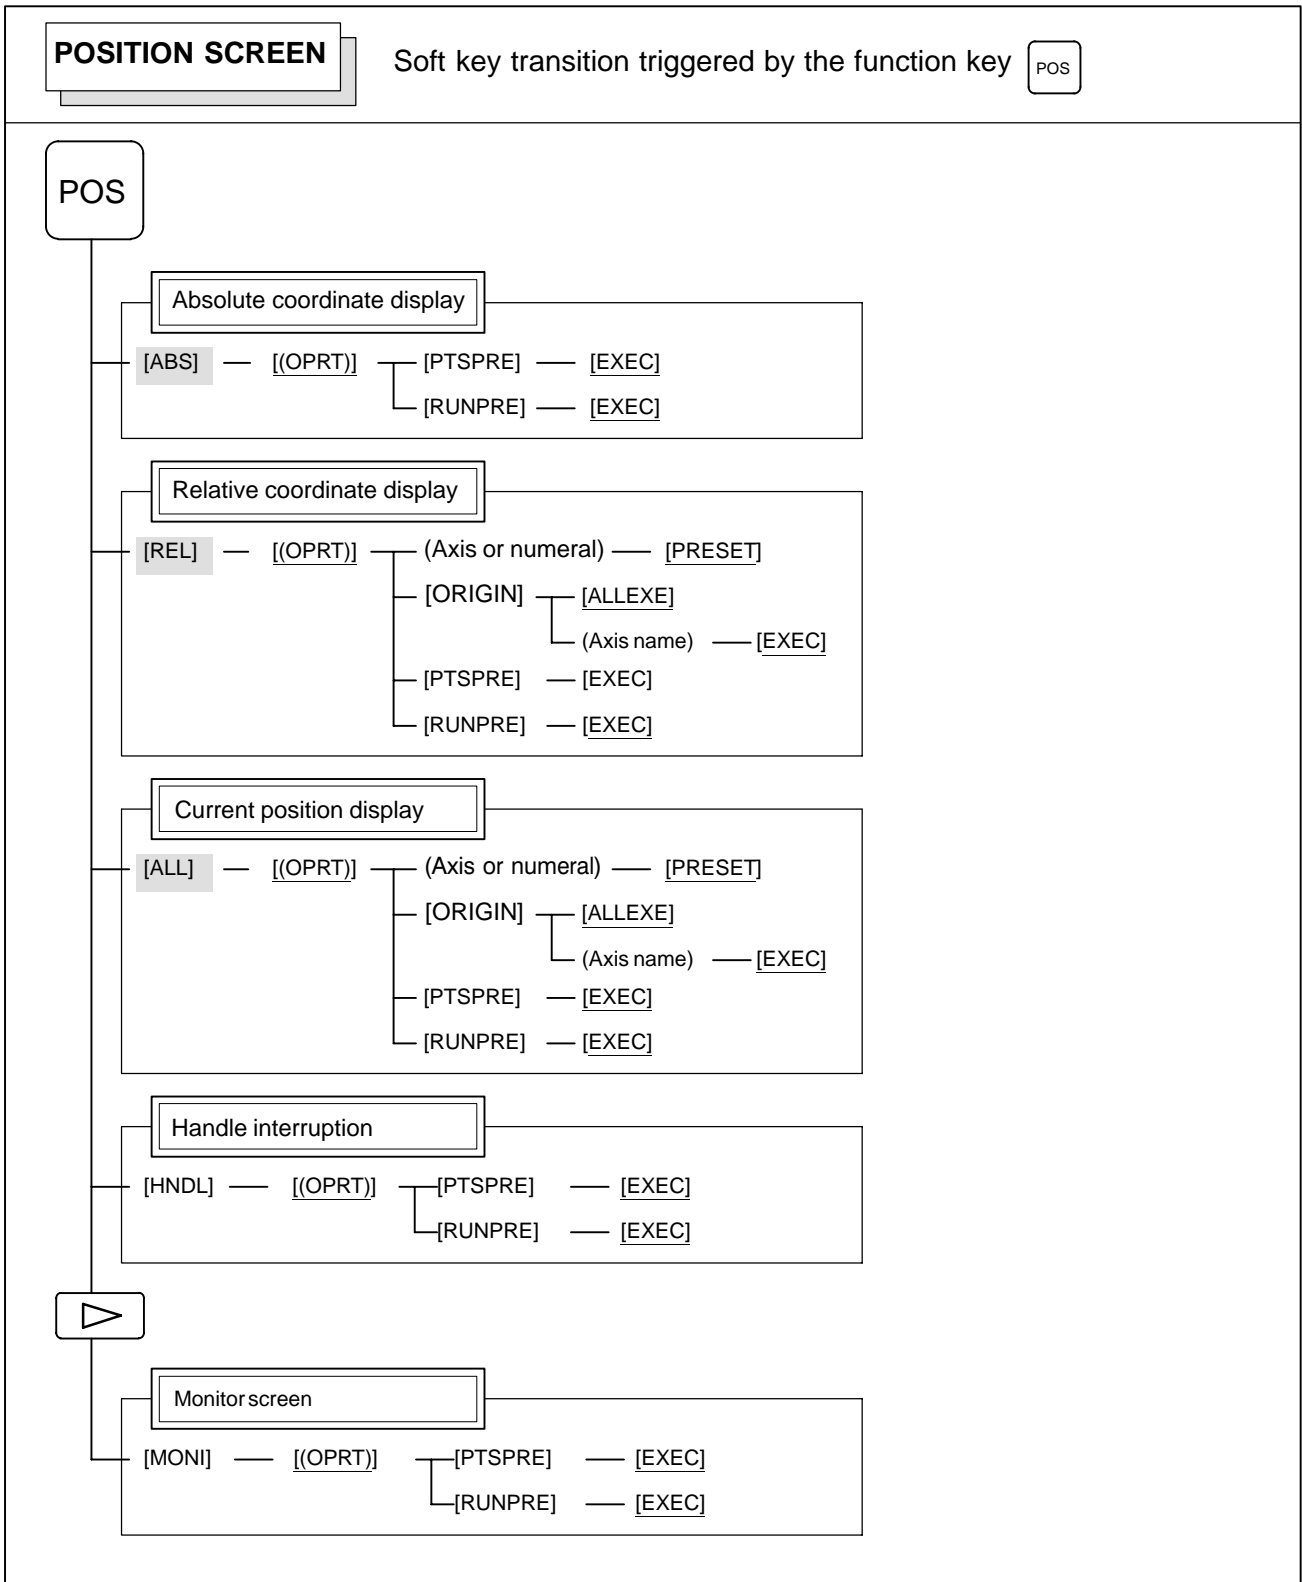 POSITION SCREEN Soft key transition triggered by the function key POS
POS
Absolute coordinate display
[ABS] [(OPRT)] [PTSPRE] [EXEC]
[RUNPRE] [EXEC]
Relative coordinate display
[REL] [(OPRT)] (Axis or numeral) [PRESET]
[ORIGIN] [ALLEXE]
(Axis name) [EXEC]
[PTSPRE] [EXEC]
[RUNPRE] [EXEC]
Current position display
[ALL] [(OPRT)] (Axis or numeral) [PRESET]
[ORIGIN] [ALLEXE]
(Axis name) [EXEC]
[PTSPRE] [EXEC]
[RUNPRE] [EXEC]
Handle interruption
[HNDL] [(OPRT)] [PTSPRE] [EXEC]
[RUNPRE] [EXEC]
Monitor screen
[MONI] [(OPRT)] [PTSPRE] [EXEC]
[RUNPRE] [EXEC]